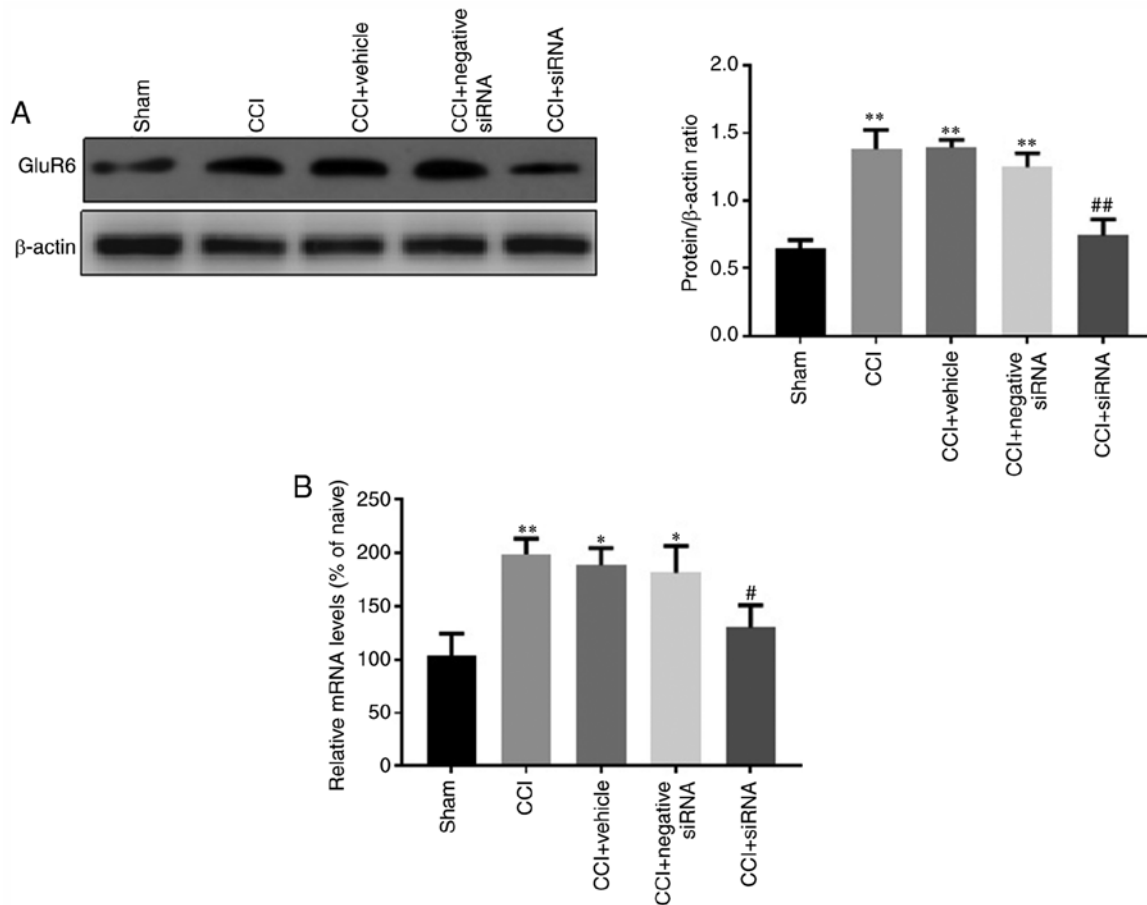 A
Sham
CCI
CCI+vehicle
CCI+negative
siRNA
CCI+siRNA
GluR6
β-actin
Protein/β-actin ratio
2.0
1.5
1.0
0.5
0.0
**
**
**
##
Sham
CCI
CCI+vehicle
CCI+negative
siRNA
CCI+siRNA
B
Relative mRNA levels (% of naive)
250
200
150
100
50
0
**
*
*
#
Sham
CCI
CCI+vehicle
CCI+negative
siRNA
CCI+siRNA